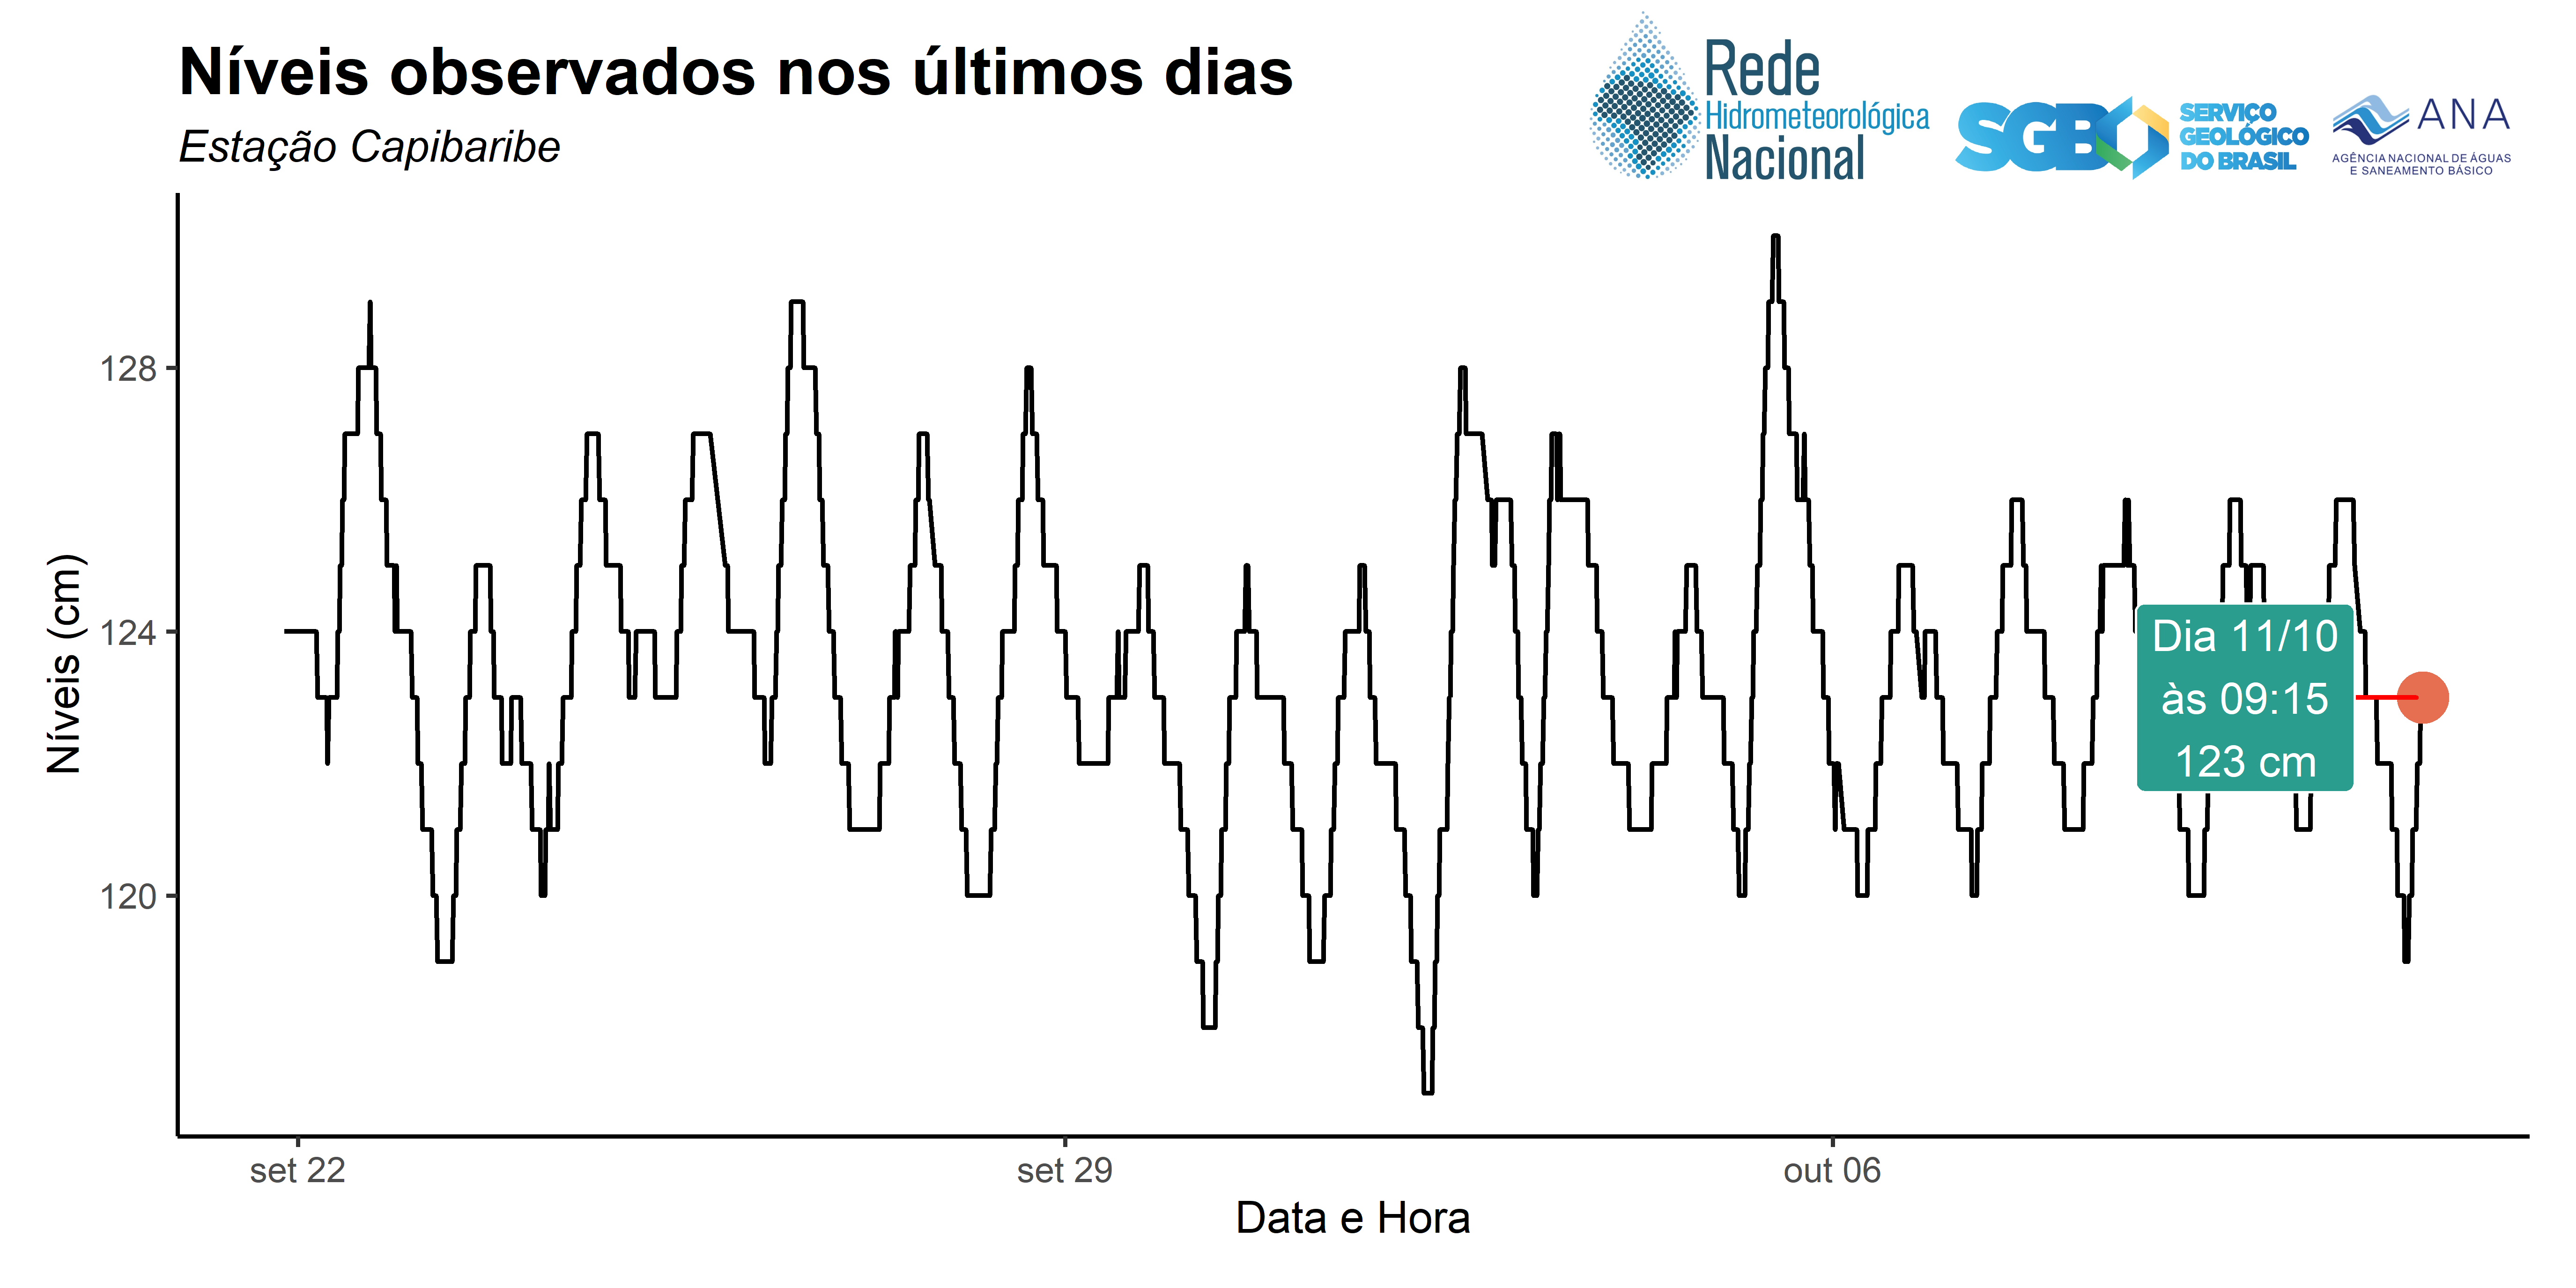 Níveis observados nos últimos dias
Estação Capibaribe
Rede
Hidrometeorológica
Nacional
SGB
SERVIÇO
GEOLÓGICO
DO BRASIL
ANA
AGÊNCIA NACIONAL DE ÁGUAS
E SANEAMENTO BÁSICO
Níveis (cm)
128
124
120
Dia 11/10
às 09:15
123 cm
set 22
set 29
out 06
Data e Hora